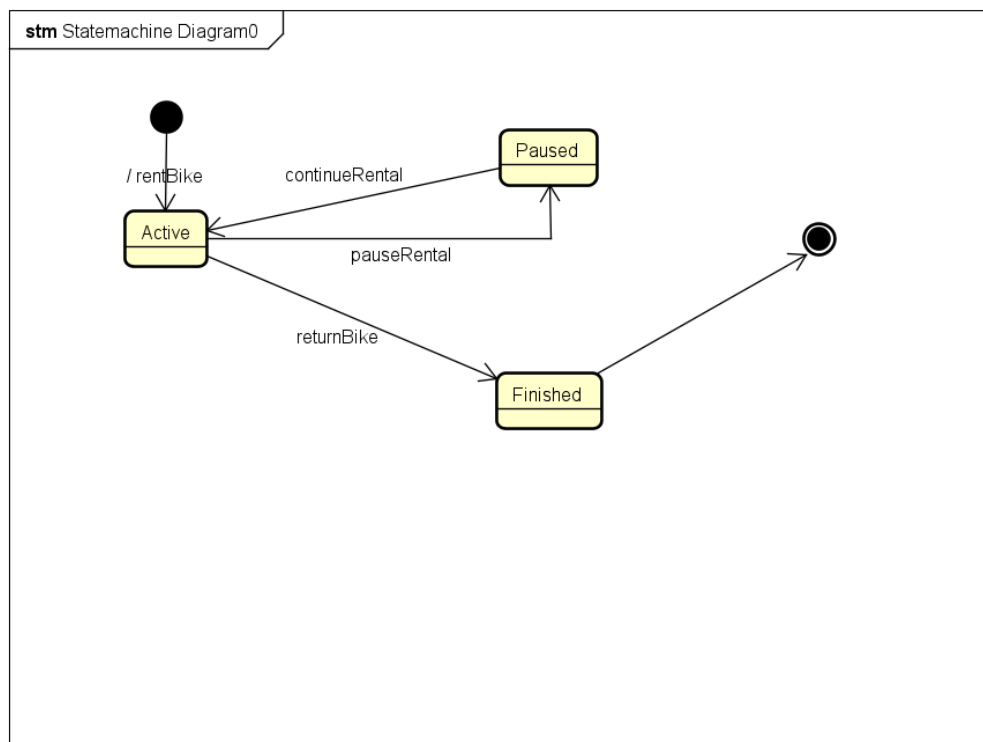 stm Statemachine Diagram0
Paused
continueRental
/ rentBike
Active
pauseRental
returnBike
Finished